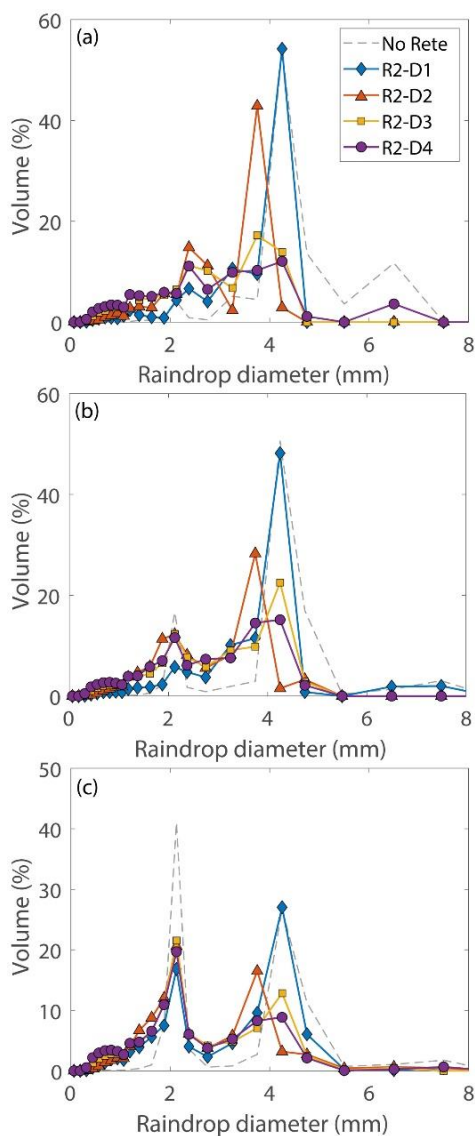 (a)
No Rete
R2-D1
R2-D2
R2-D3
R2-D4
Volume (%)
60
40
20
0
0 2 4 6 8
Raindrop diameter (mm)
(b)
Volume (%)
60
40
20
0
0 2 4 6 8
Raindrop diameter (mm)
(c)
Volume (%)
50
40
30
20
10
0
0 2 4 6 8
Raindrop diameter (mm)